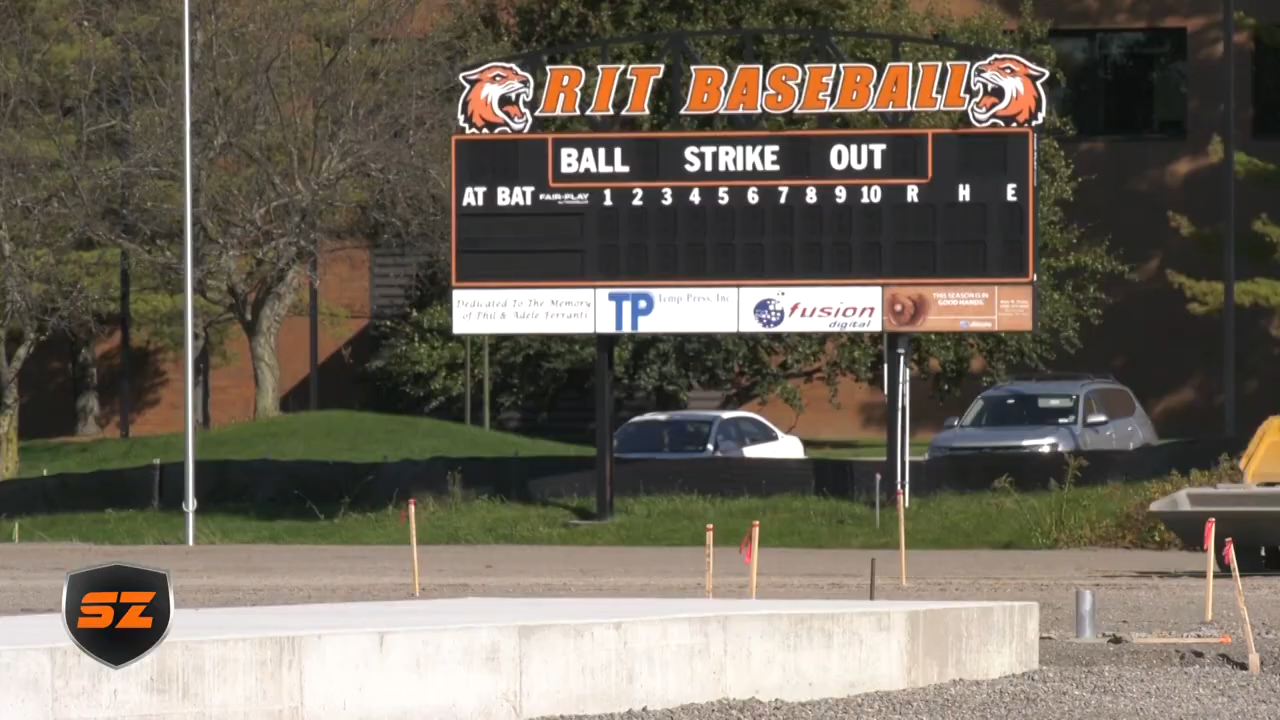 RIT BASEBALL
BALL STRIKE OUT
AT BAT FAIR-PLAY 1 2 3 4 5 6 7 8 9 10 R H E
Dedicated To The Memory
of Phil & Adele Ferranti
TP Temp Press, Inc
fusion
digital
THIS SEASON IS IN
GOOD HANDS.
Allstate
SZ